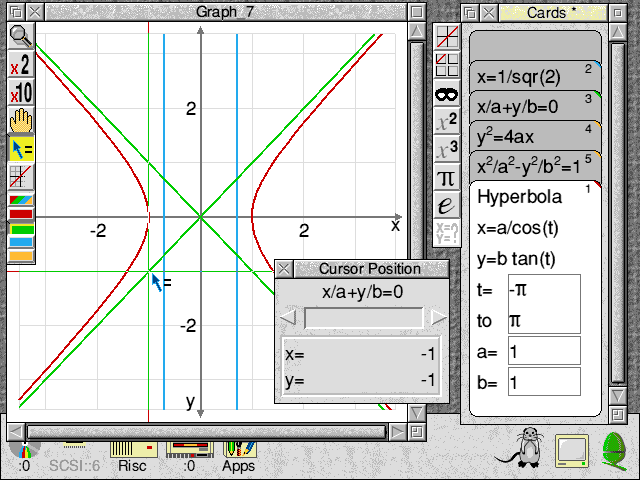 Graph_7
x2
x10
=
2
-2
2
x
-2
y
=
Cursor Position
x/a+y/b=0
x= -1
y= -1
Cards *
x²
x³
π
e
X=?
Y=?
x=1/sqr(2) 2
x/a+y/b=0 3
y²=4ax 4
x²/a²-y²/b²=1 5
Hyperbola 1
x=a/cos(t)
y=b tan(t)
t= -π
to π
a= 1
b= 1
:0
SCSI::6
Risc
:0
Apps